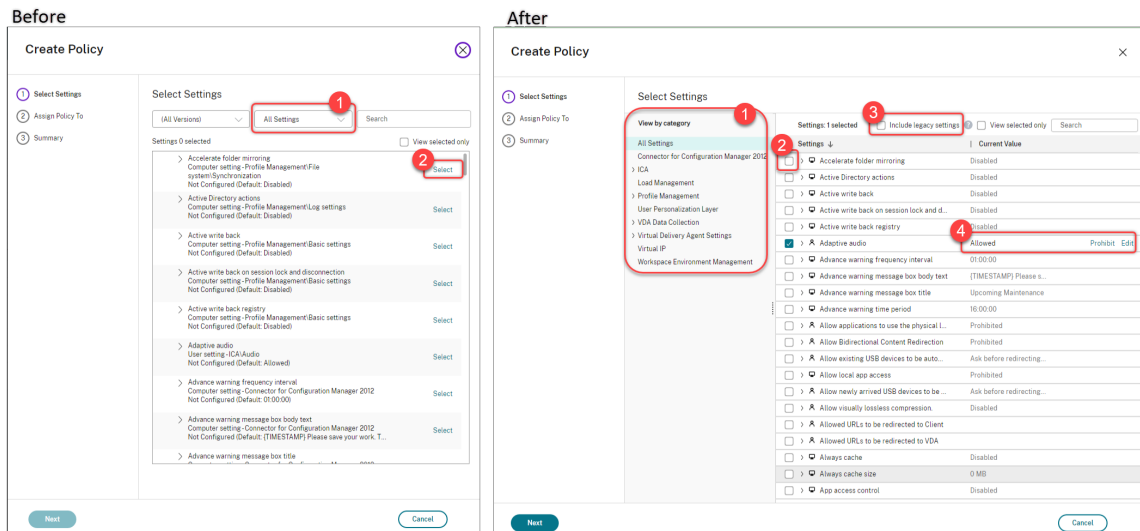 Before
Create Policy
1 Select Settings
2 Assign Policy To
3 Summary
Select Settings
(All Versions)
All Settings
1
Search
Settings 0 selected
View selected only
Accelerate folder mirroring
Computer setting - Profile Management\File
system\Synchronization
Not Configured (Default: Disabled)
2
Select
Active Directory actions
Computer setting - Profile Management\Log settings
Not Configured (Default: Disabled)
Select
Active write back
Computer setting - Profile Management\Basic settings
Not Configured (Default: Disabled)
Select
Active write back on session lock and disconnection
Computer setting - Profile Management\Basic settings
Not Configured (Default: Disabled)
Select
Active write back registry
Computer setting - Profile Management\Basic settings
Not Configured (Default: Disabled)
Select
Adaptive audio
User setting - ICA\Audio
Not Configured (Default: Allowed)
Select
Advance warning frequency interval
Computer setting - Connector for Configuration Manager 2012
Not Configured (Default: 01:00:00)
Select
Advance warning message box body text
Computer setting - Connector for Configuration Manager 2012
Not Configured (Default: {TIMESTAMP} Please save your work. T...
Select
Advance warning message box title
Next
Cancel
After
Create Policy
1 Select Settings
2 Assign Policy To
3 Summary
Select Settings
1
View by category
All Settings
Connector for Configuration Manager 2012
ICA
Load Management
Profile Management
User Personalization Layer
VDA Data Collection
Virtual Delivery Agent Settings
Virtual IP
Workspace Environment Management
3
Settings: 1 selected
Include legacy settings
View selected only
Search
2
Settings ↓ Current Value
Accelerate folder mirroring Disabled
Active Directory actions Disabled
Active write back Disabled
Active write back on session lock and d... Disabled
Active write back registry Disabled
4
Adaptive audio Allowed Prohibit Edit
Advance warning frequency interval 01:00:00
Advance warning message box body text {TIMESTAMP} Please s...
Advance warning message box title Upcoming Maintenance
Advance warning time period 16:00:00
Allow applications to use the physical l... Prohibited
Allow Bidirectional Content Redirection Prohibited
Allow existing USB devices to be auto... Ask before redirecting...
Allow local app access Prohibited
Allow newly arrived USB devices to be ... Ask before redirecting...
Allow visually lossless compression. Disabled
Allowed URLs to be redirected to Client
Allowed URLs to be redirected to VDA
Always cache Disabled
Always cache size 0 MB
App access control Disabled
Next
Cancel